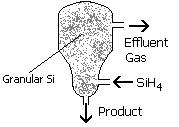 Effluent
Gas
Granular Si
SiH4
Product